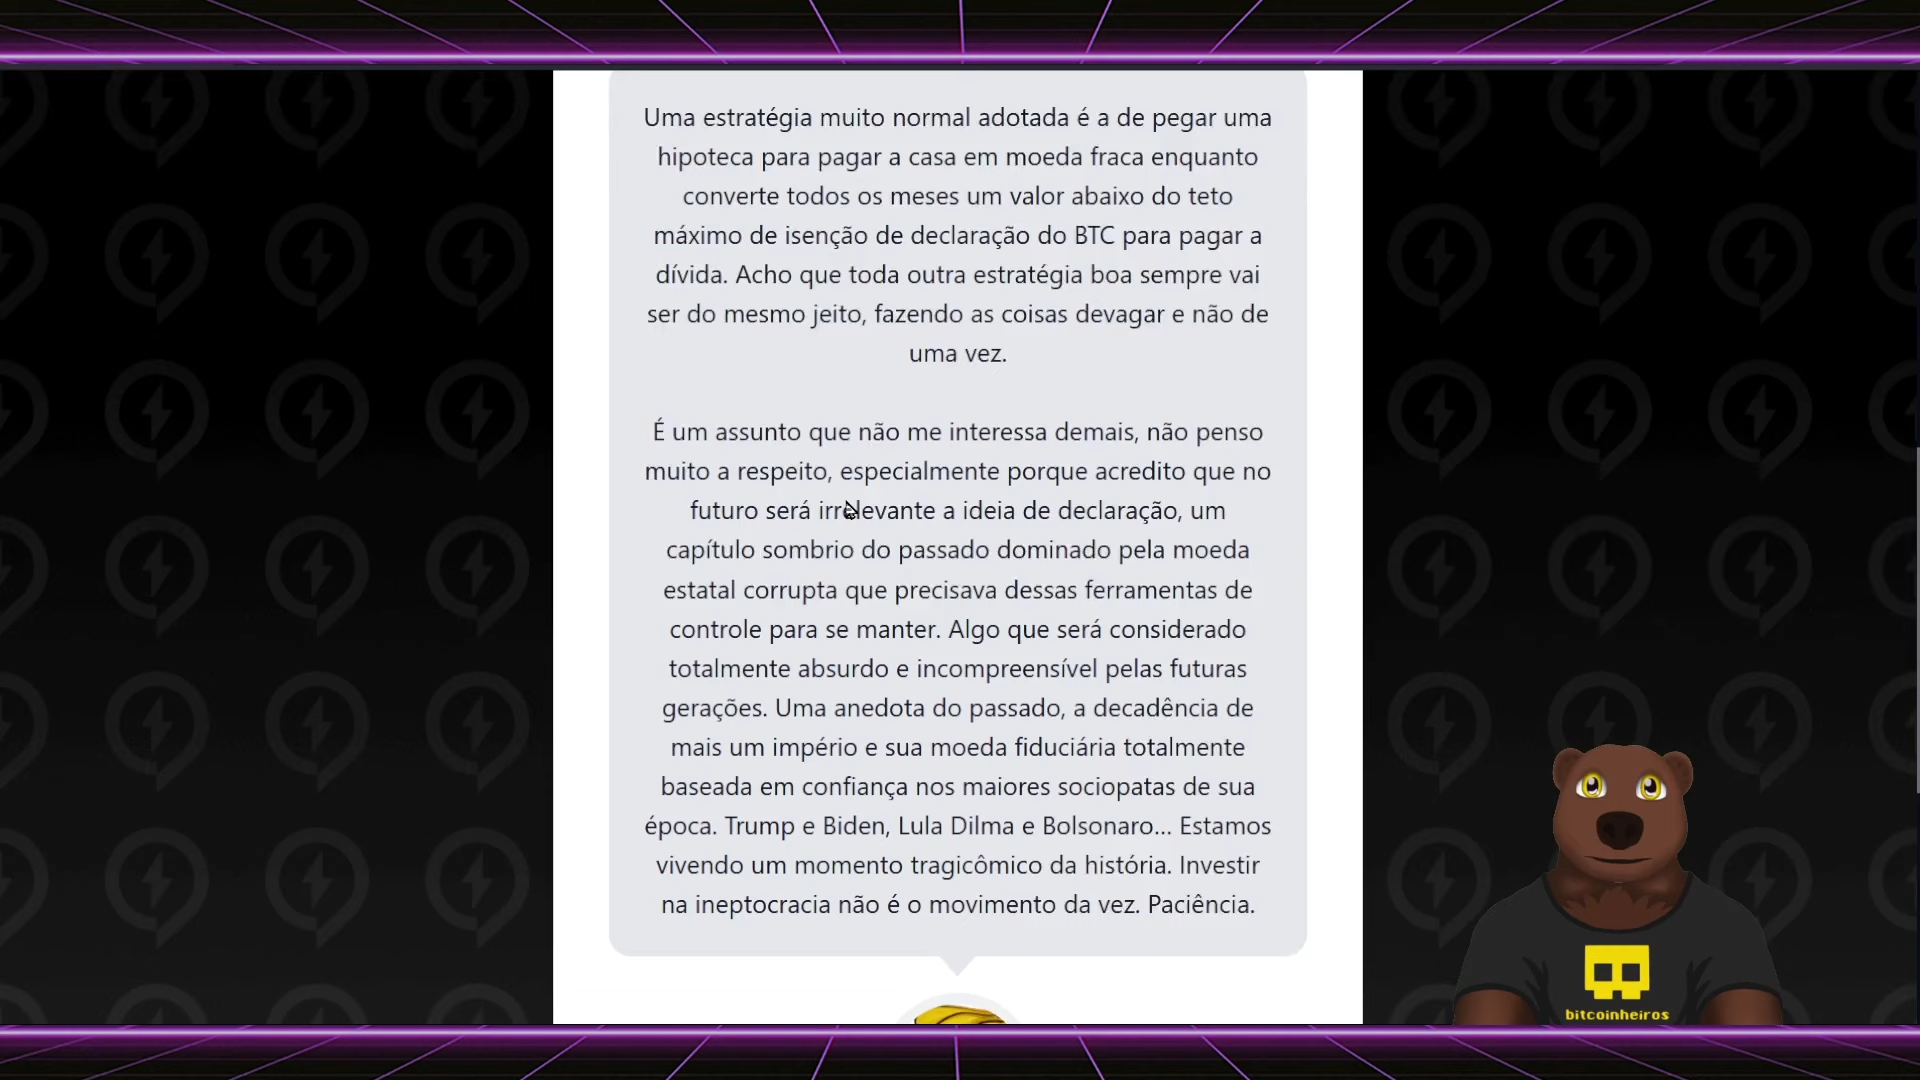 Uma estratégia muito normal adotada é a de pegar uma
hipoteca para pagar a casa em moeda fraca enquanto
converte todos os meses um valor abaixo do teto
máximo de isenção de declaração do BTC para pagar a
dívida. Acho que toda outra estratégia boa sempre vai
ser do mesmo jeito, fazendo as coisas devagar e não de
uma vez.
É um assunto que não me interessa demais, não penso
muito a respeito, especialmente porque acredito que no
futuro será irrelevante a ideia de declaração, um
capítulo sombrio do passado dominado pela moeda
estatal corrupta que precisava dessas ferramentas de
controle para se manter. Algo que será considerado
totalmente absurdo e incompreensível pelas futuras
gerações. Uma anedota do passado, a decadência de
mais um império e sua moeda fiduciária totalmente
baseada em confiança nos maiores sociopatas de sua
época. Trump e Biden, Lula Dilma e Bolsonaro... Estamos
vivendo um momento tragicômico da história. Investir
na ineptocracia não é o movimento da vez. Paciência.
bitcoinheiros